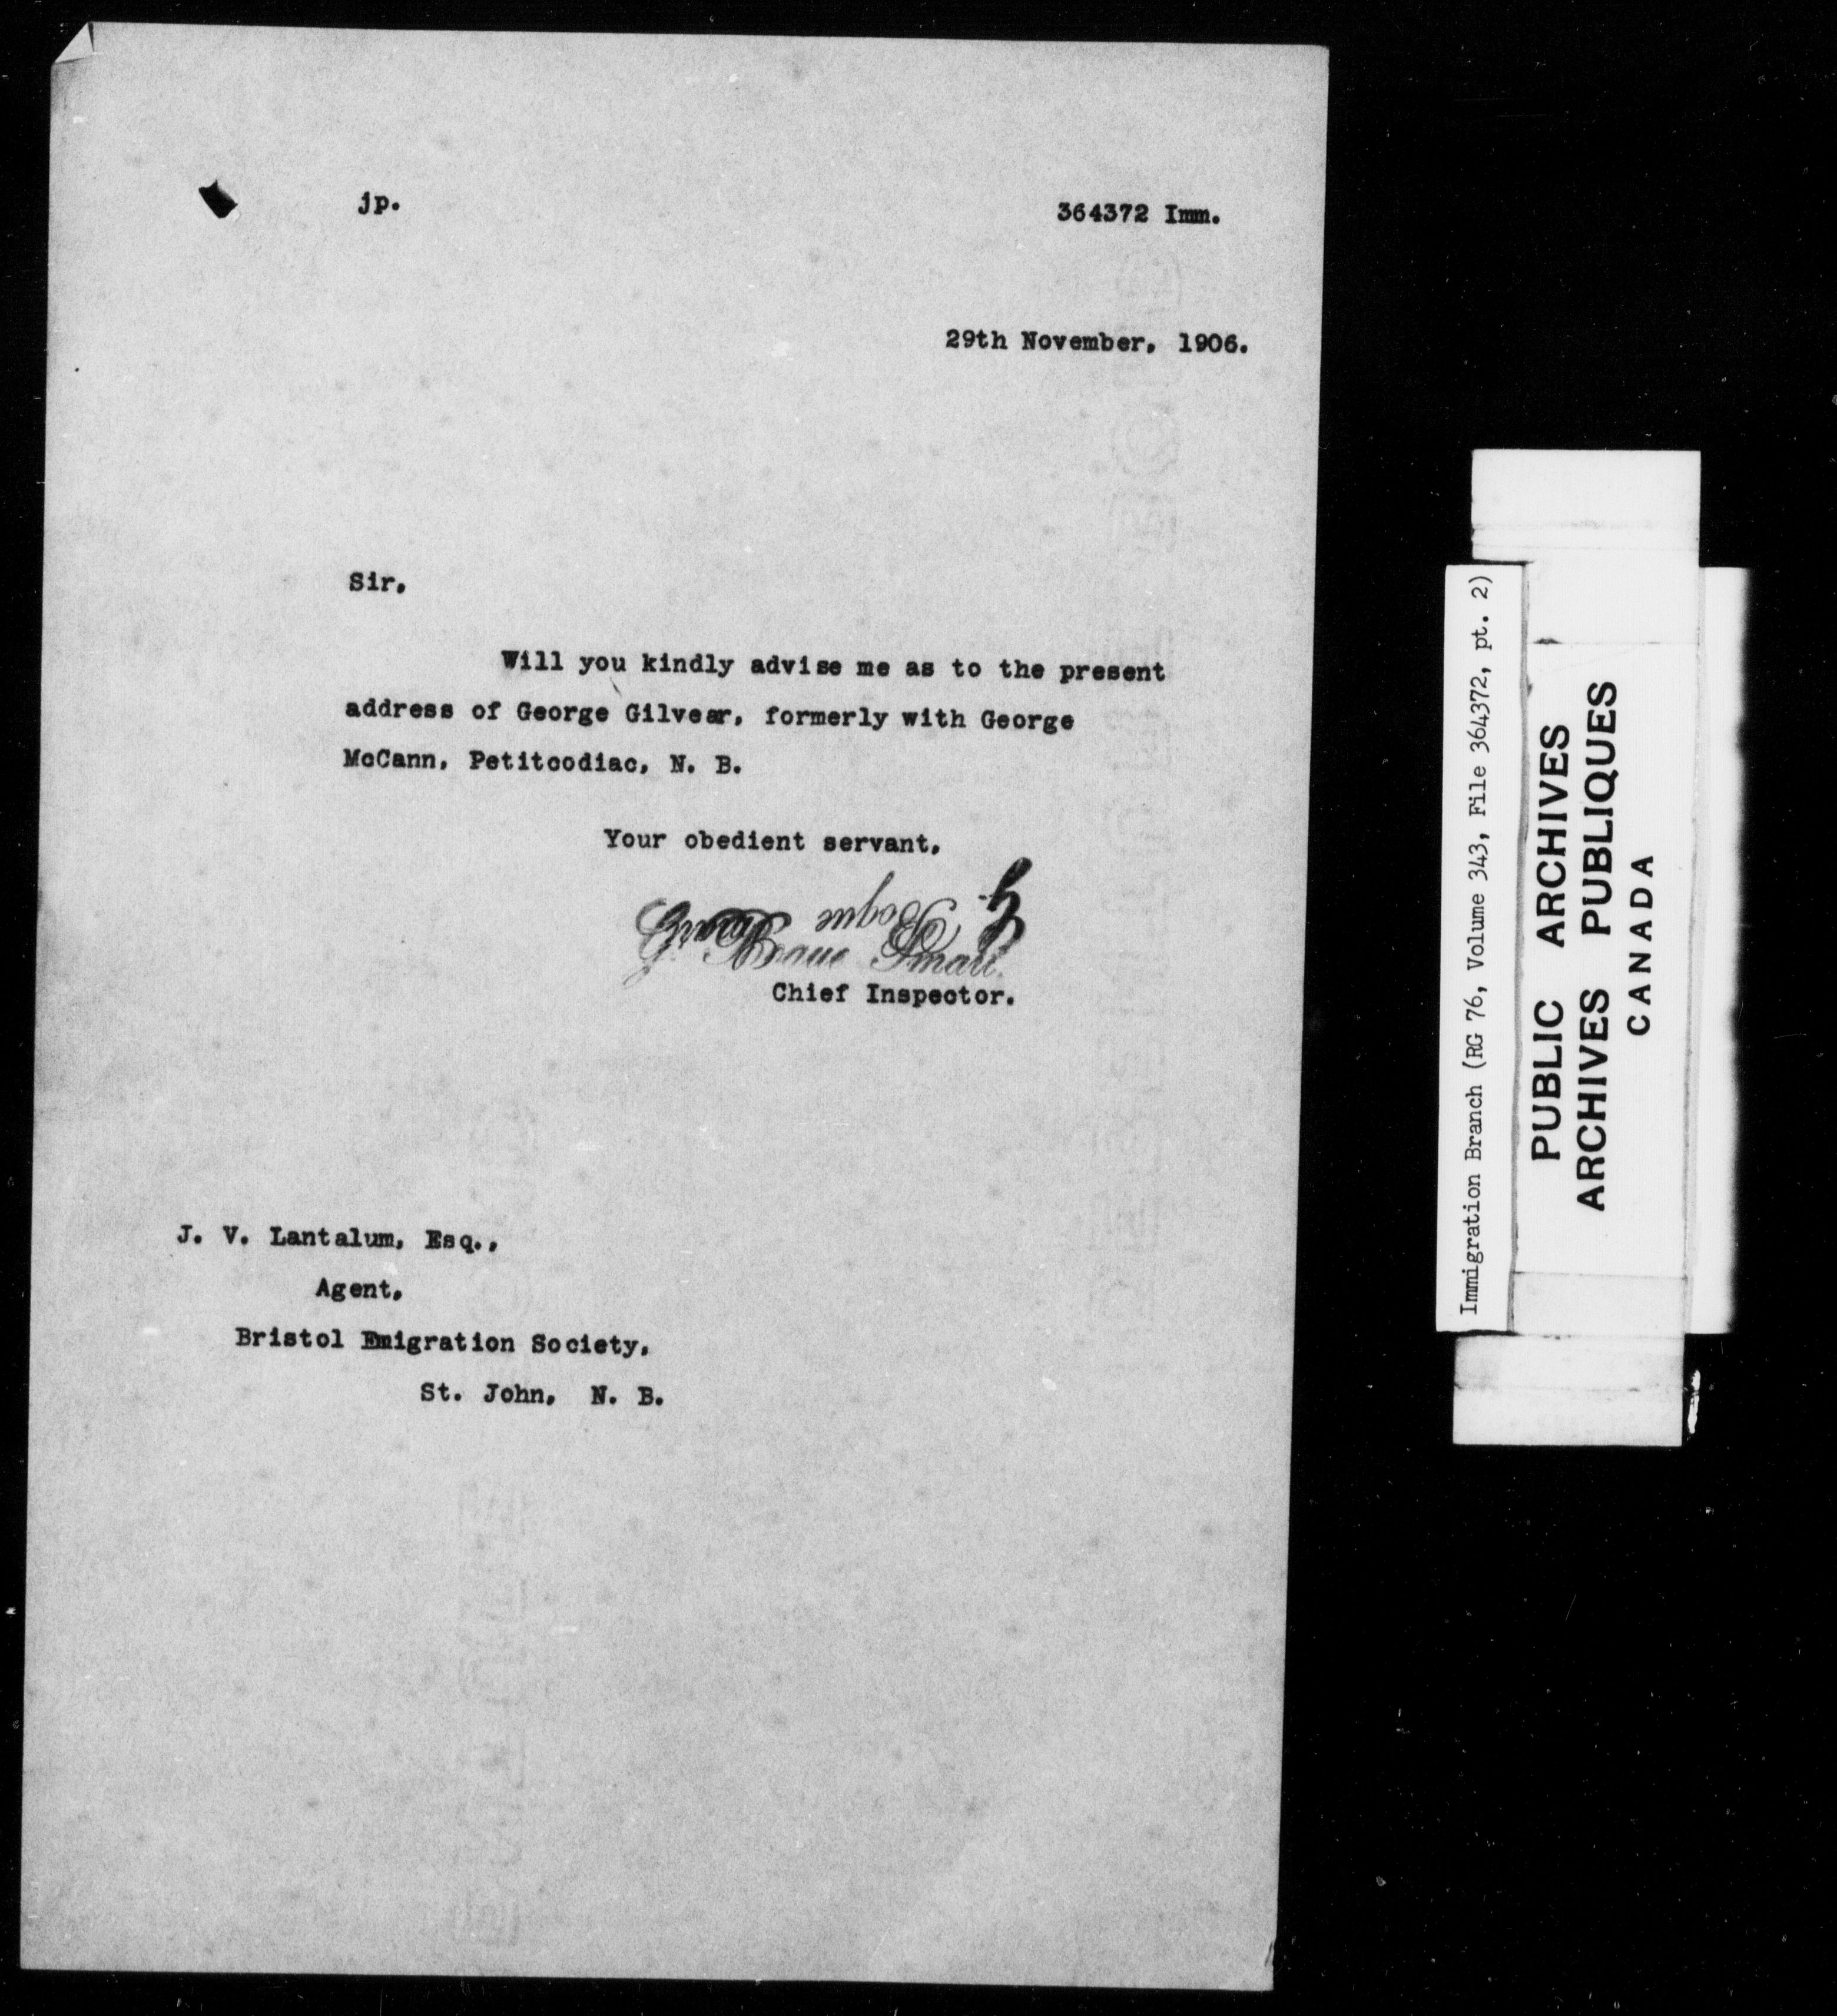 jp.
364372 Imm.
29th November, 1906.
Sir,
Will you kindly advise me as to the present
address of George Gilvear, formerly with George
McCann, Petitcodiac, N. B.
Your obedient servant,
Chief Inspector.
J. V. Lantalum, Esq.,
Agent,
Bristol Emigration Society,
St. John, N. B.
Immigration Branch (RG 76, Volume 343, File 364372, pt. 2)
PUBLIC ARCHIVES
ARCHIVES PUBLIQUES
CANADA